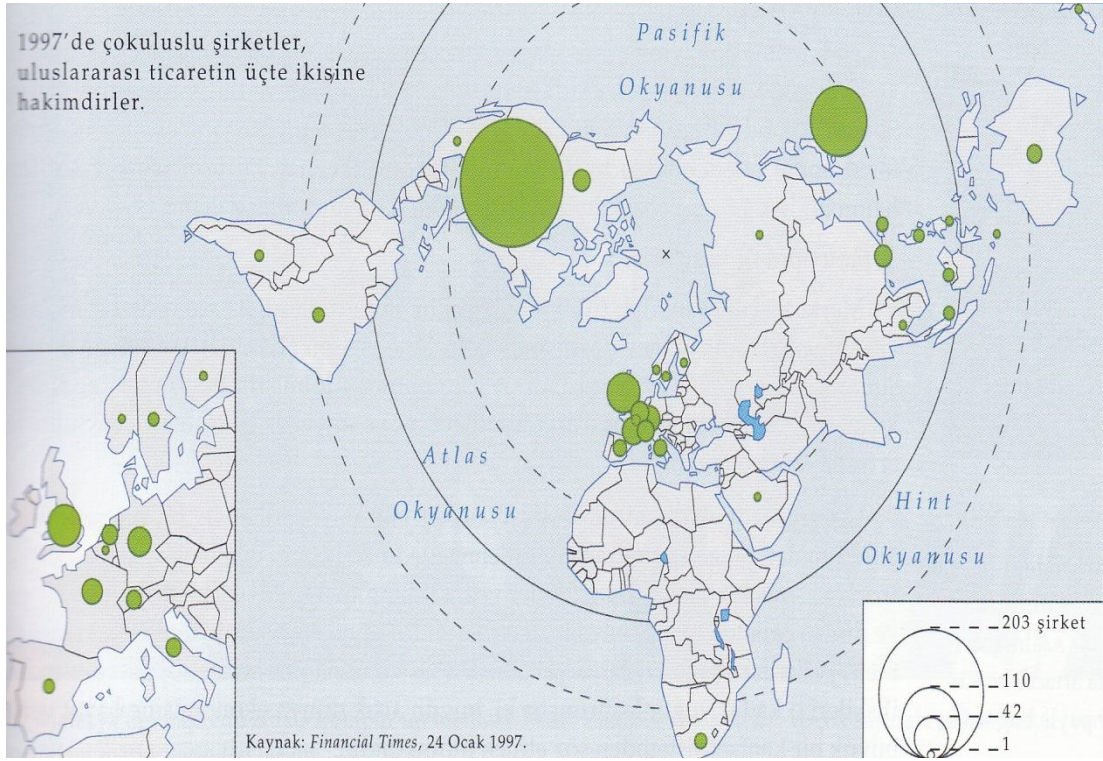 1997'de çokuluslu şirketler,
uluslararası ticaretin üçte ikisine
hakimdirler.
Pasifik
Okyanusu
Atlas
Okyanusu
Hint
Okyanusu
203 şirket
110
42
1
Kaynak: Financial Times, 24 Ocak 1997.